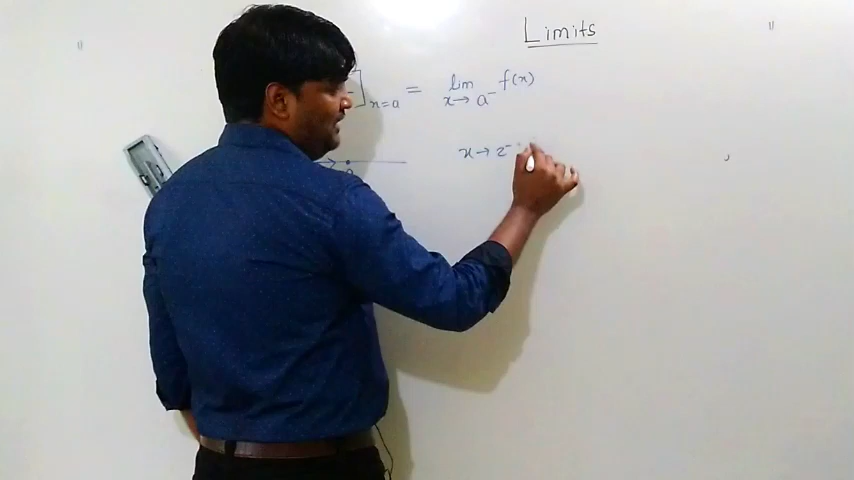 Limits
]ₓ₌ₐ = lim f(x)
x → a⁻
x → 2⁻
a